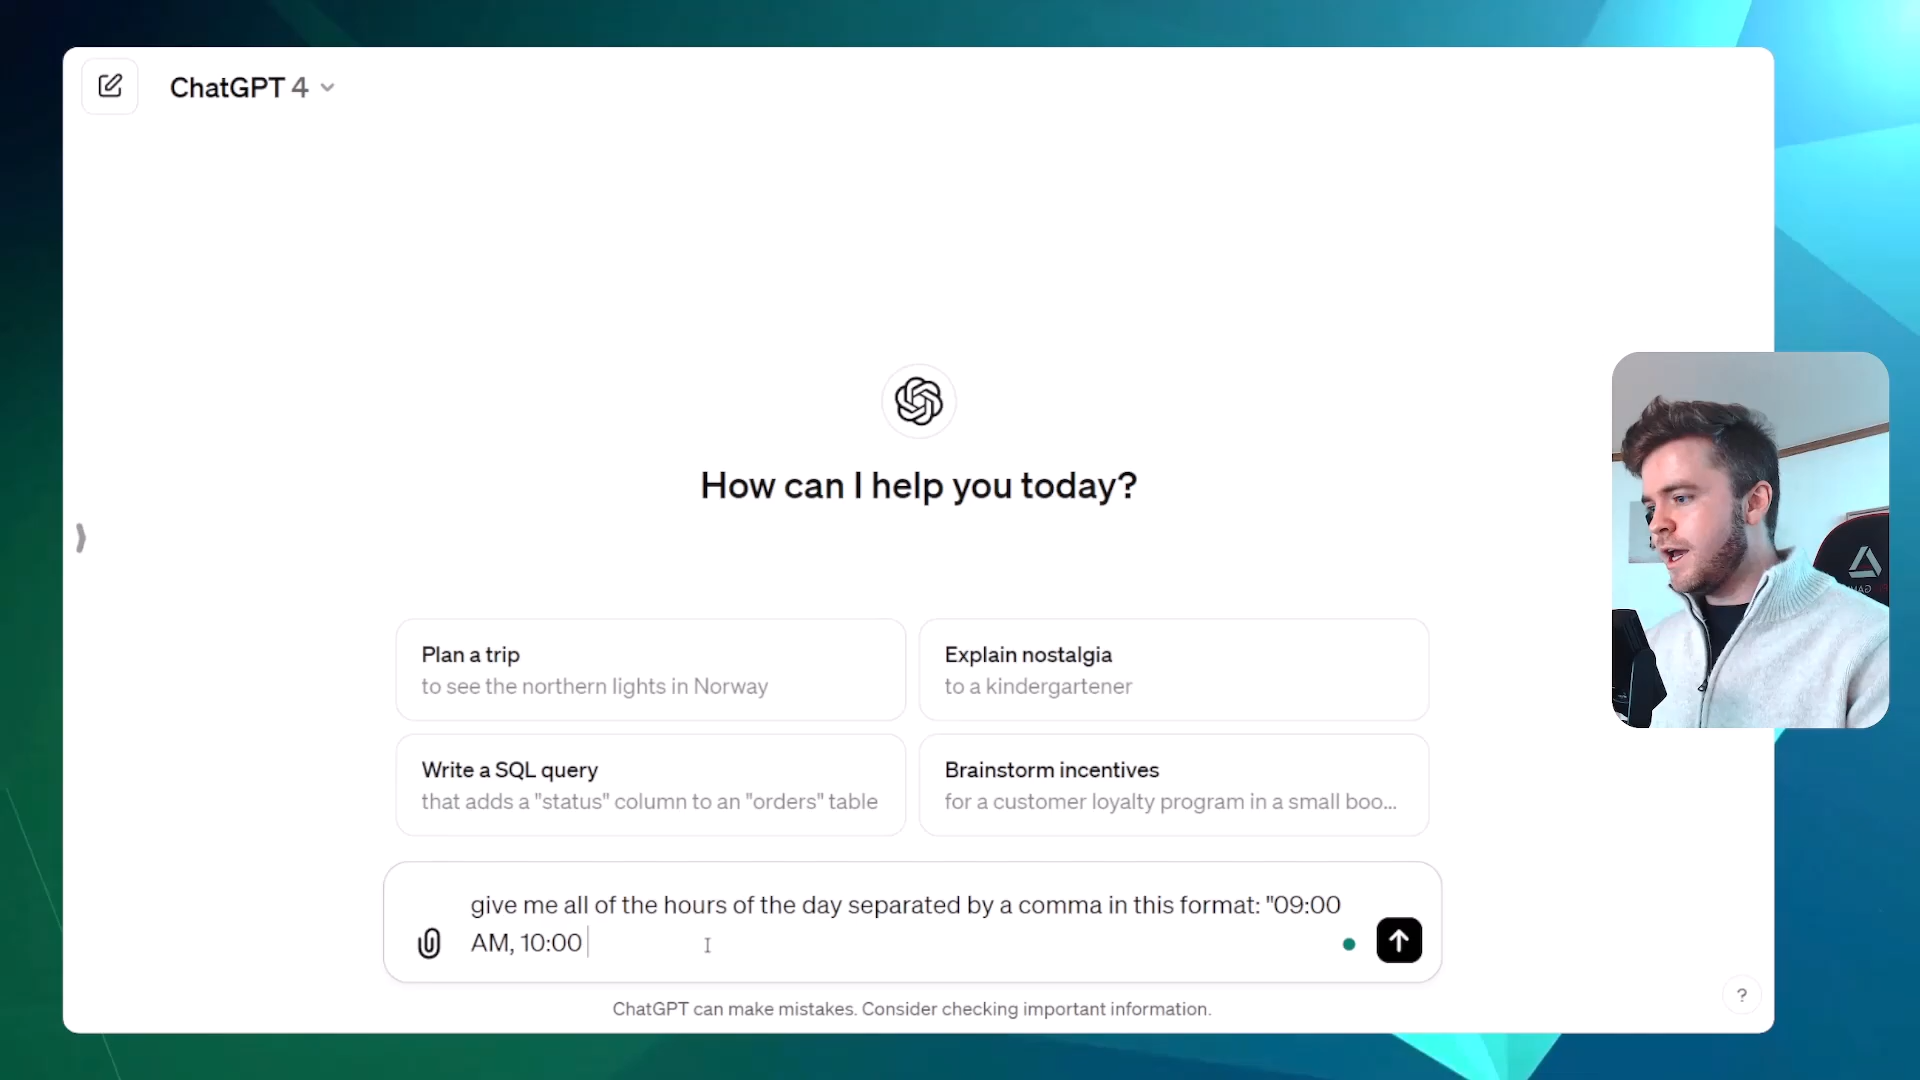 ChatGPT 4
How can I help you today?
Plan a trip
to see the northern lights in Norway
Explain nostalgia
to a kindergartener
Write a SQL query
that adds a "status" column to an "orders" table
Brainstorm incentives
for a customer loyalty program in a small boo...
give me all of the hours of the day separated by a comma in this format: "09:00
AM, 10:00
ChatGPT can make mistakes. Consider checking important information.
?